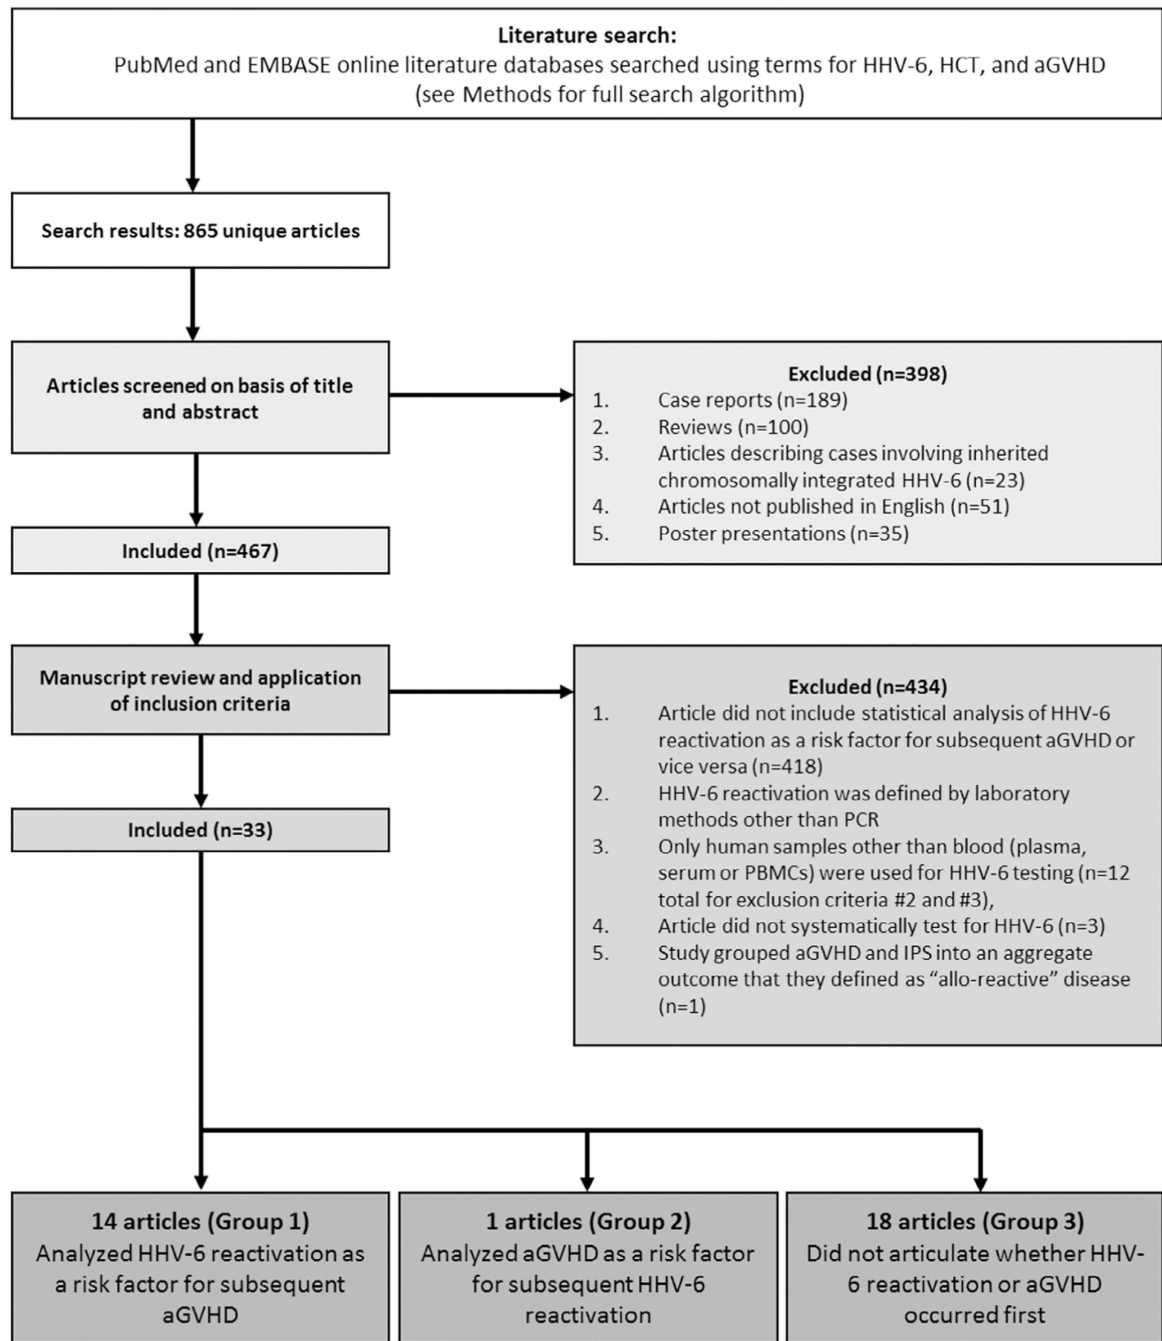 Literature search:
PubMed and EMBASE online literature databases searched using terms for HHV-6, HCT, and aGVHD
(see Methods for full search algorithm)
Search results: 865 unique articles
Articles screened on basis of title
and abstract
Excluded (n=398)
1. Case reports (n=189)
2. Reviews (n=100)
3. Articles describing cases involving inherited
chromosomally integrated HHV-6 (n=23)
4. Articles not published in English (n=51)
5. Poster presentations (n=35)
Included (n=467)
Manuscript review and application
of inclusion criteria
Excluded (n=434)
1. Article did not include statistical analysis of HHV-6
reactivation as a risk factor for subsequent aGVHD or
vice versa (n=418)
2. HHV-6 reactivation was defined by laboratory
methods other than PCR
3. Only human samples other than blood (plasma,
serum or PBMCs) were used for HHV-6 testing (n=12
total for exclusion criteria #2 and #3),
4. Article did not systematically test for HHV-6 (n=3)
5. Study grouped aGVHD and IPS into an aggregate
outcome that they defined as “allo-reactive” disease
(n=1)
Included (n=33)
14 articles (Group 1)
Analyzed HHV-6 reactivation as
a risk factor for subsequent
aGVHD
1 articles (Group 2)
Analyzed aGVHD as a risk factor
for subsequent HHV-6
reactivation
18 articles (Group 3)
Did not articulate whether HHV-
6 reactivation or aGVHD
occurred first